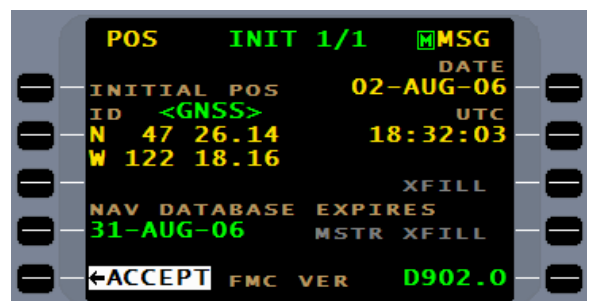 POS INIT 1/1 M MSG
DATE
INITIAL POS 02-AUG-06
ID <GNSS> UTC
N 47 26.14 18:32:03
W 122 18.16
XFILL
NAV DATABASE EXPIRES
31-AUG-06 MSTR XFILL
←ACCEPT FMC VER D902.0